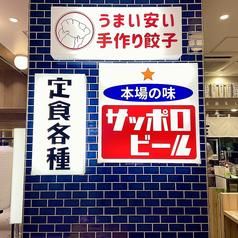 うまい安い
手作り餃子
定食各種
本場の味
サッポロ
ビール